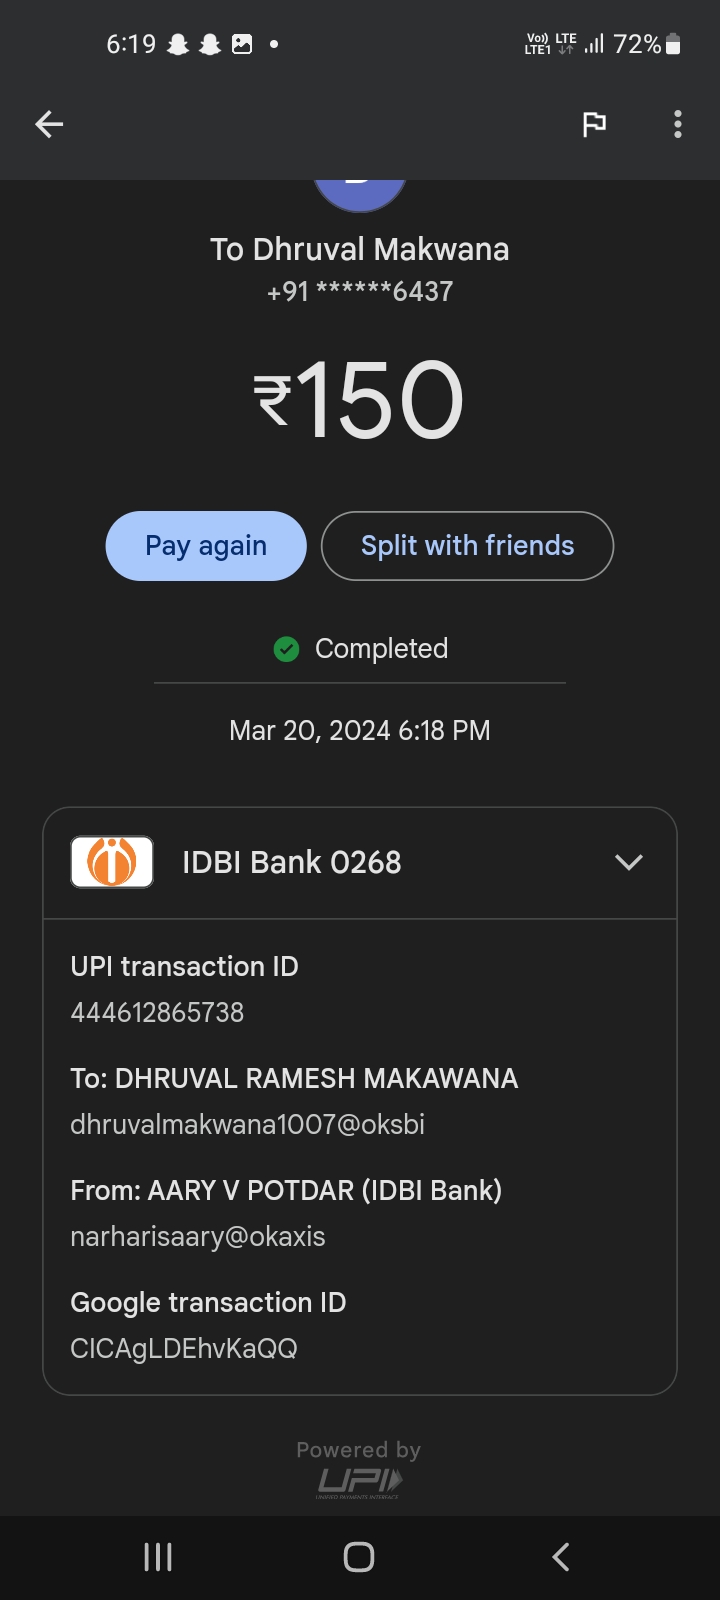 6:19 Vo)) LTE 72%
LTE1
To Dhruval Makwana
+91 ******6437
₹150
Pay again Split with friends
Completed
Mar 20, 2024 6:18 PM
IDBI Bank 0268
UPI transaction ID
444612865738
To: DHRUVAL RAMESH MAKAWANA
dhruvalmakwana1007@oksbi
From: AARY V POTDAR (IDBI Bank)
narharisaary@okaxis
Google transaction ID
CICAgLDEhvKaQQ
Powered by
UPI
UNIFIED PAYMENTS INTERFACE